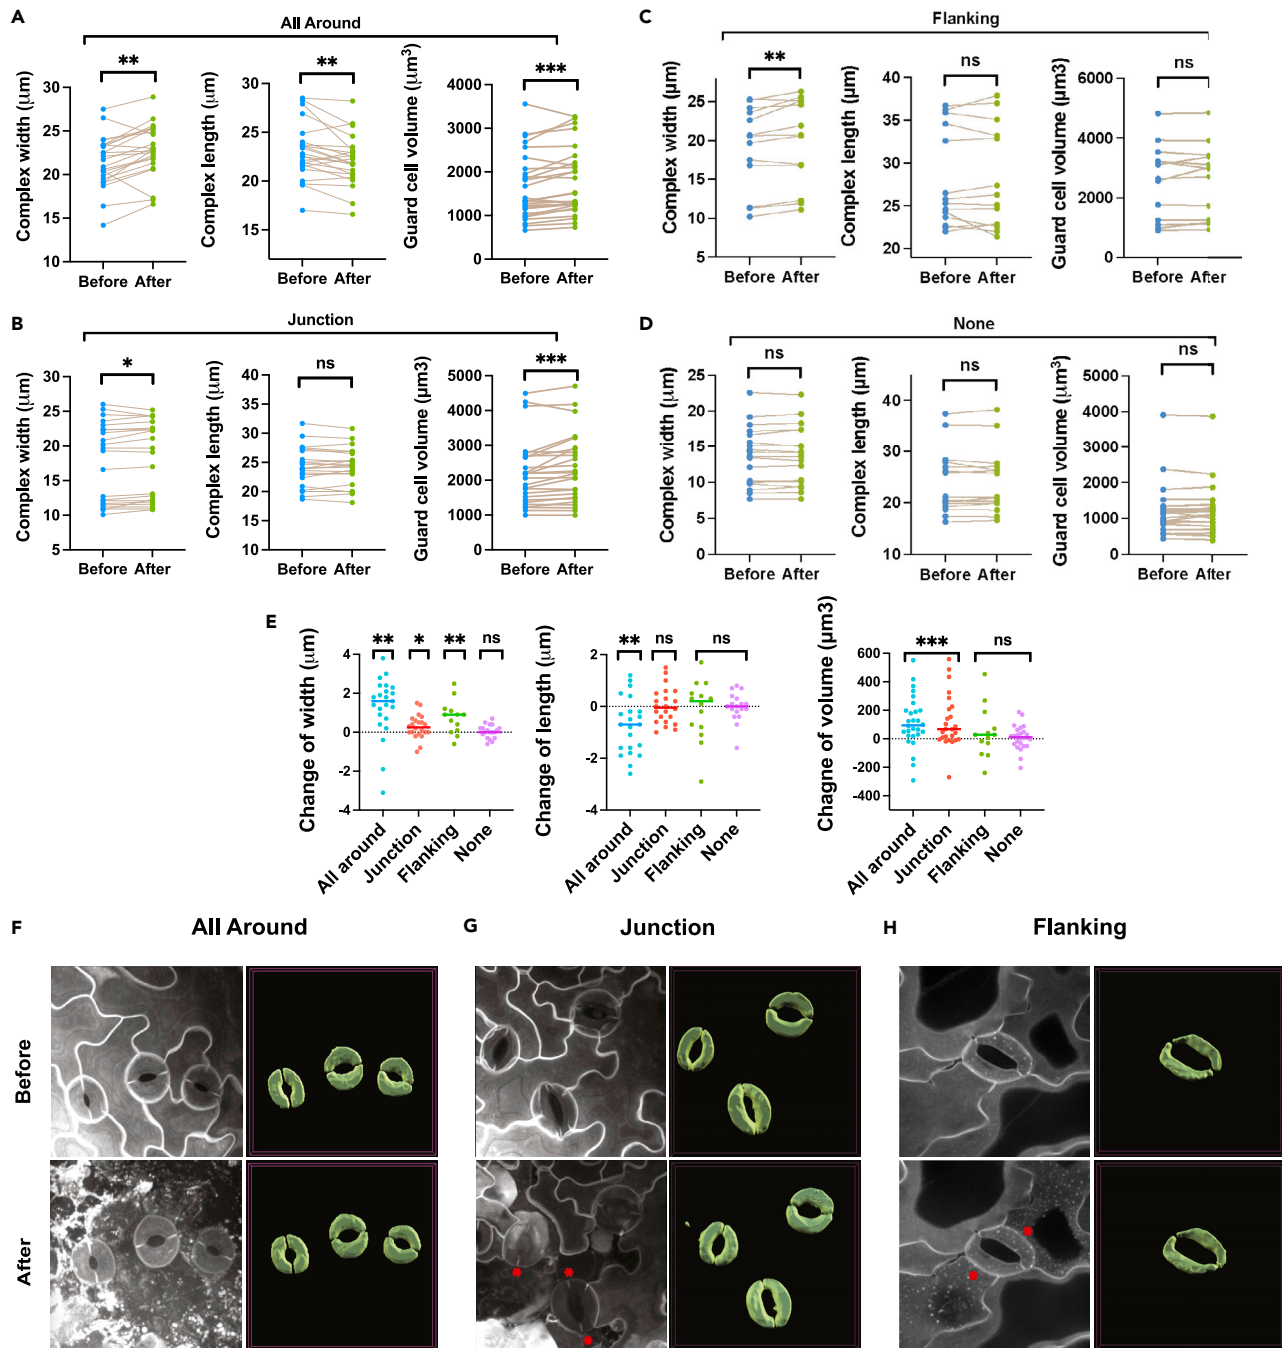 A
All Around
Complex width (μm)
30
25
20
15
10
**
Before After
Complex length (μm)
30
25
20
15
**
Before After
Guard cell volume (μm³)
4000
3000
2000
1000
0
***
Before After
B
Junction
Complex width (μm)
30
25
20
15
10
5
*
Before After
Complex length (μm)
40
35
30
25
20
15
10
ns
Before After
Guard cell volume (μm3)
5000
4000
3000
2000
1000
0
***
Before After
C
Flanking
Complex width (μm)
25
20
15
10
5
**
Before After
Complex length (μm)
40
35
30
25
20
ns
Before After
Guard cell volume (μm3)
6000
4000
2000
0
ns
Before After
D
None
Complex width (μm)
25
20
15
10
5
0
ns
Before After
Complex length (μm)
40
30
20
10
ns
Before After
Guard cell volume (μm³)
5000
4000
3000
2000
1000
0
ns
Before After
E
Change of width (μm)
4
2
0
-2
-4
** * ** ns
All around
Junction
Flanking
None
Change of length (μm)
2
0
-2
-4
** ns ns
All around
Junction
Flanking
None
Chagne of volume (μm3)
600
400
200
0
-200
-400
*** ns
All around
Junction
Flanking
None
F
All Around
G
Junction
H
Flanking
Before
After